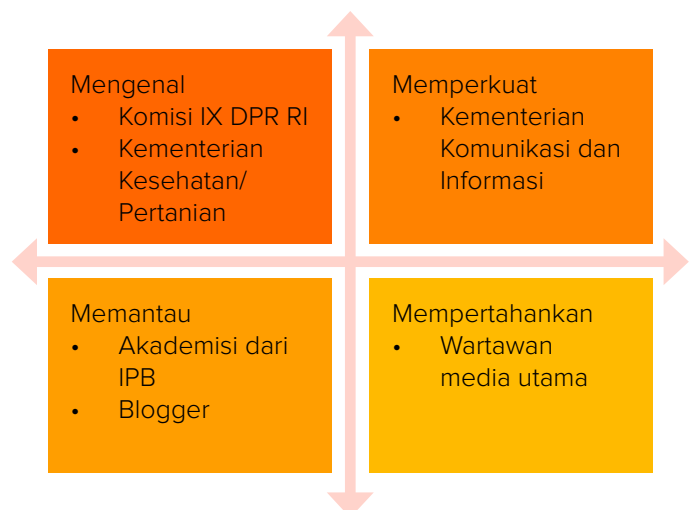 Mengenal
• Komisi IX DPR RI
• Kementerian
Kesehatan/
Pertanian
Memperkuat
• Kementerian
Komunikasi dan
Informasi
Memantau
• Akademisi dari
IPB
• Blogger
Mempertahankan
• Wartawan
media utama